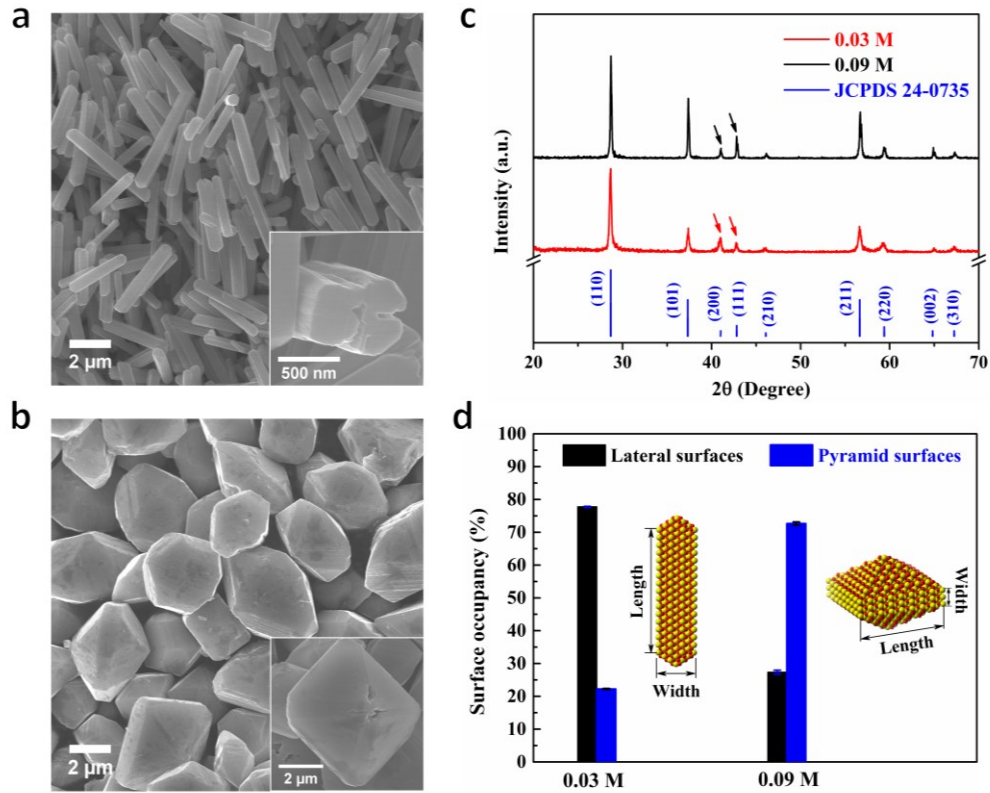 a
2 µm
500 nm
b
2 µm
2 µm
c
0.03 M
0.09 M
JCPDS 24-0735
Intensity (a.u.)
(110)
(101)
(200)
(111)
(210)
(211)
(220)
(002)
(310)
20 30 40 50 60 70
2θ (Degree)
d
100
90
80
70
60
50
40
30
20
10
0
Surface occupancy (%)
Lateral surfaces Pyramid surfaces
Length
Width
Width
Length
0.03 M 0.09 M